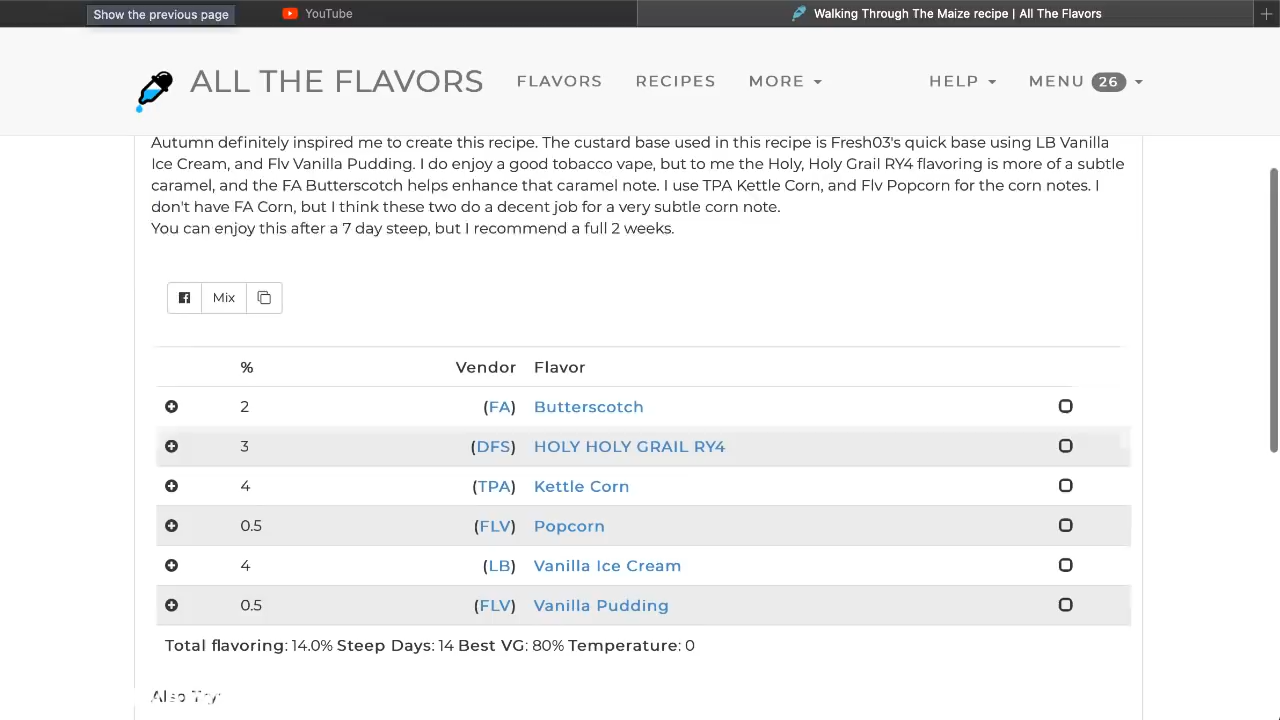 Show the previous page
YouTube
Walking Through The Maize recipe | All The Flavors
ALL THE FLAVORS FLAVORS RECIPES MORE HELP MENU 26
Autumn definitely inspired me to create this recipe. The custard base used in this recipe is Fresh03's quick base using LB Vanilla
Ice Cream, and Flv Vanilla Pudding. I do enjoy a good tobacco vape, but to me the Holy, Holy Grail RY4 flavoring is more of a subtle
caramel, and the FA Butterscotch helps enhance that caramel note. I use TPA Kettle Corn, and Flv Popcorn for the corn notes. I
don't have FA Corn, but I think these two do a decent job for a very subtle corn note.
You can enjoy this after a 7 day steep, but I recommend a full 2 weeks.
Mix
% Vendor Flavor
2 (FA) Butterscotch
3 (DFS) HOLY HOLY GRAIL RY4
4 (TPA) Kettle Corn
0.5 (FLV) Popcorn
4 (LB) Vanilla Ice Cream
0.5 (FLV) Vanilla Pudding
Total flavoring: 14.0% Steep Days: 14 Best VG: 80% Temperature: 0
Also Try